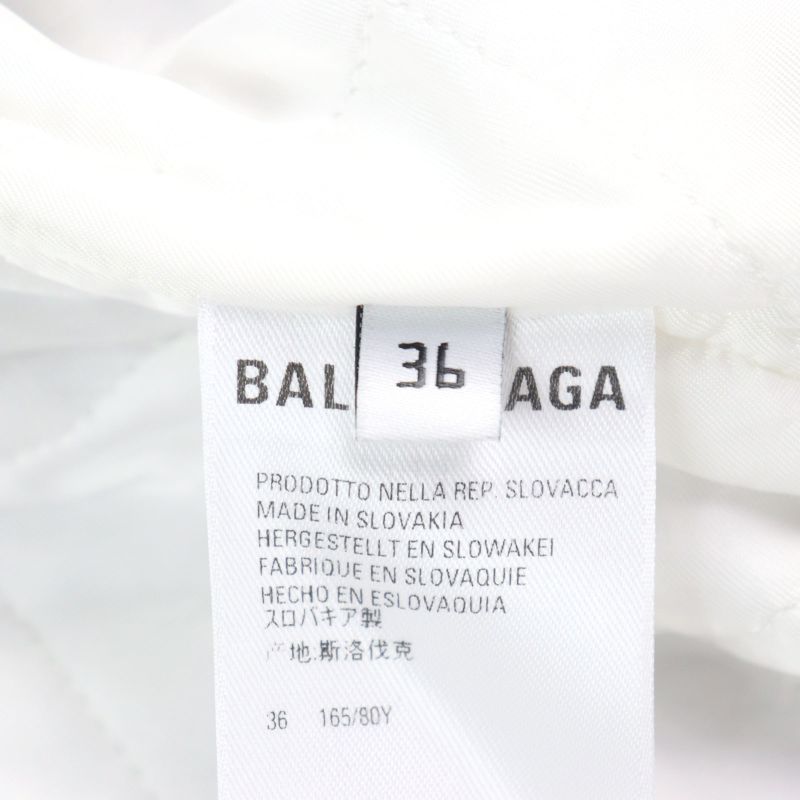 BAL 36 AGA
PRODOTTO NELLA REP. SLOVACCA
MADE IN SLOVAKIA
HERGESTELLT EN SLOWAKEI
FABRIQUE EN SLOVAQUIE
HECHO EN ESLOVAQUIA
スロバキア製
产地:斯洛伐克
36 165/80Y